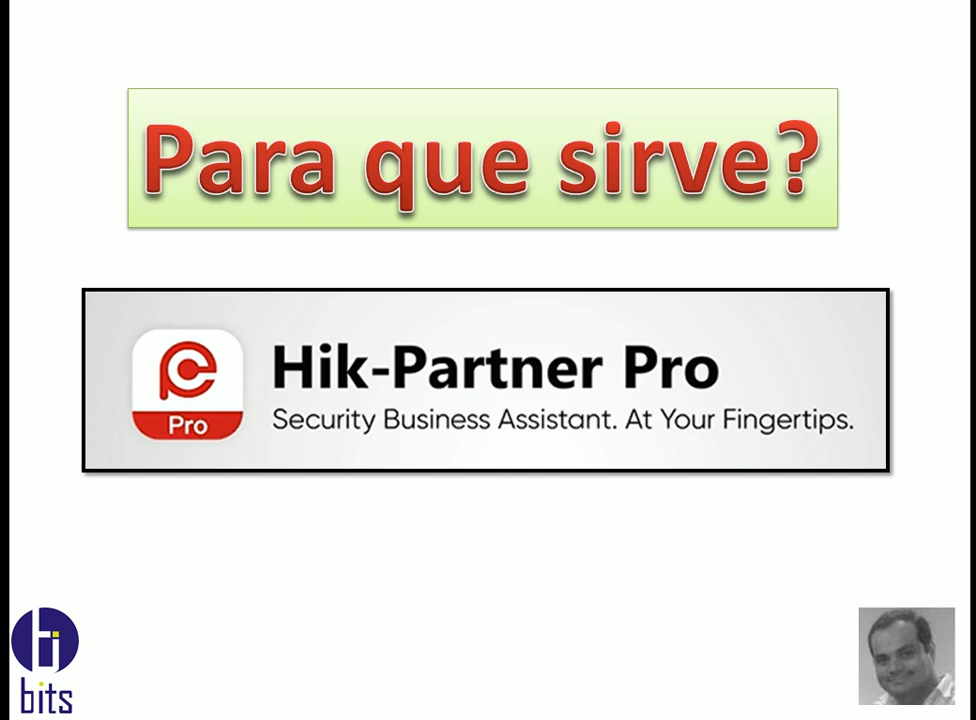 Para que sirve?
Hik-Partner Pro
Security Business Assistant. At Your Fingertips.
Pro
bits